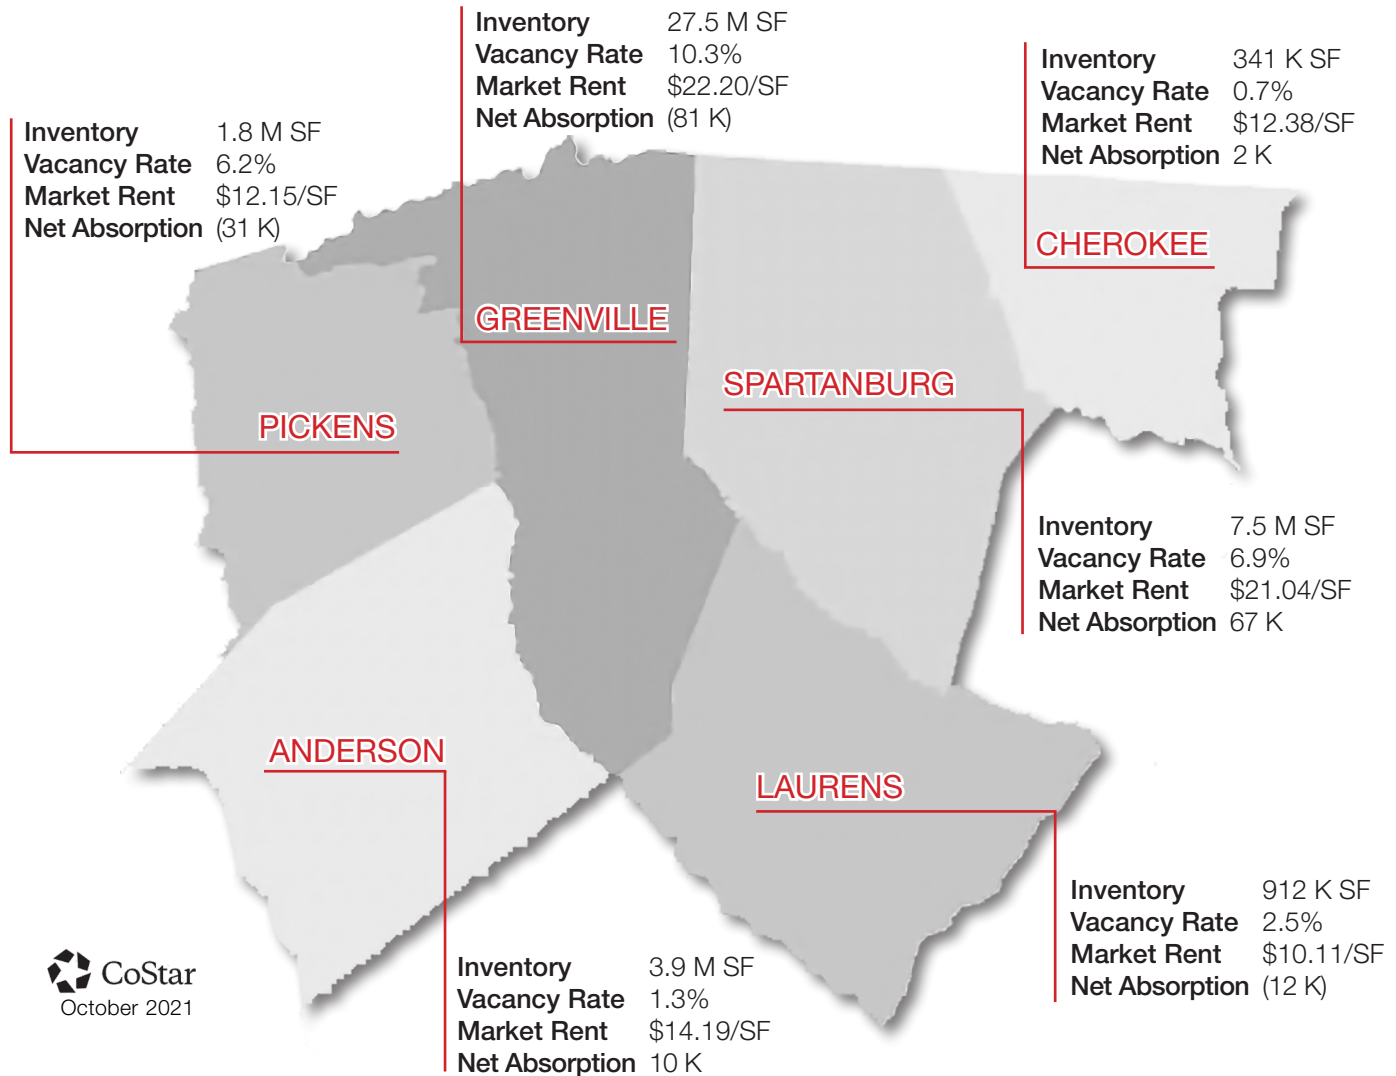 Inventory 27.5 M SF
Vacancy Rate 10.3%
Market Rent $22.20/SF
Net Absorption (81 K)
Inventory 341 K SF
Vacancy Rate 0.7%
Market Rent $12.38/SF
Net Absorption 2 K
Inventory 1.8 M SF
Vacancy Rate 6.2%
Market Rent $12.15/SF
Net Absorption (31 K)
CHEROKEE
GREENVILLE
SPARTANBURG
PICKENS
Inventory 7.5 M SF
Vacancy Rate 6.9%
Market Rent $21.04/SF
Net Absorption 67 K
ANDERSON
LAURENS
Inventory 912 K SF
Vacancy Rate 2.5%
Market Rent $10.11/SF
Net Absorption (12 K)
CoStar
October 2021
Inventory 3.9 M SF
Vacancy Rate 1.3%
Market Rent $14.19/SF
Net Absorption 10 K